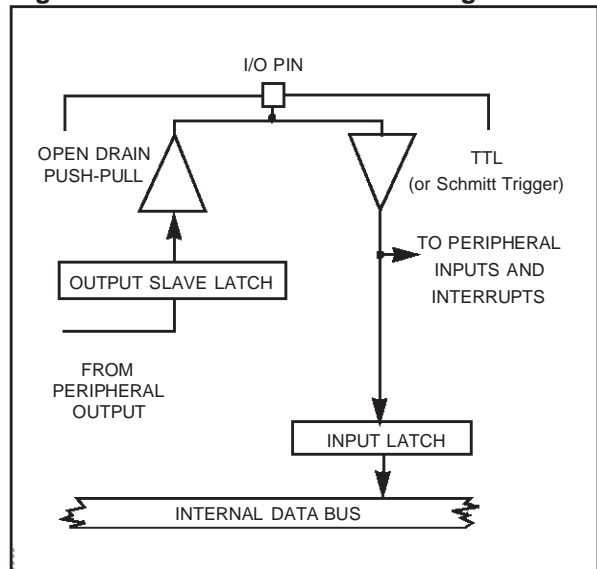 I/O PIN
OPEN DRAIN
PUSH-PULL
TTL
(or Schmitt Trigger)
TO PERIPHERAL
INPUTS AND
INTERRUPTS
OUTPUT SLAVE LATCH
FROM
PERIPHERAL
OUTPUT
INPUT LATCH
INTERNAL DATA BUS